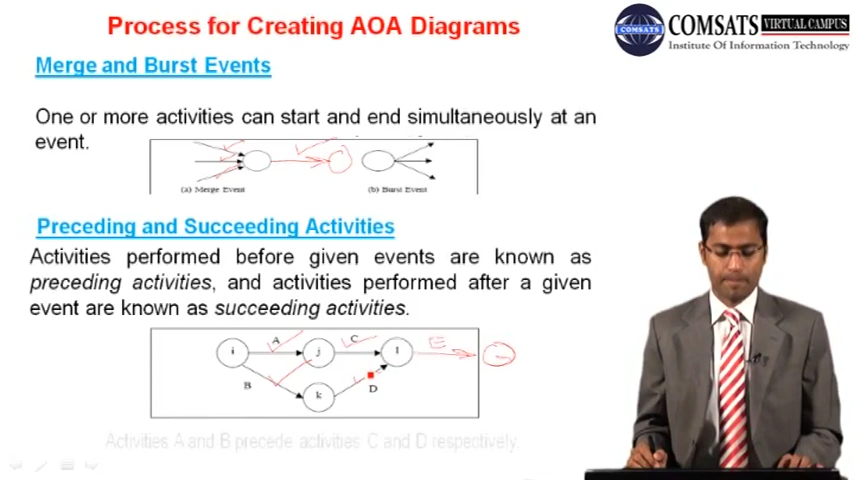 Process for Creating AOA Diagrams
COMSATS
COMSATS VIRTUAL CAMPUS
Institute Of Information Technology
Merge and Burst Events
One or more activities can start and end simultaneously at an
event.
(a) Merge Event
(b) Burst Event
Preceding and Succeeding Activities
Activities performed before given events are known as
preceding activities, and activities performed after a given
event are known as succeeding activities.
A
C
E
i
j
l
B
D
k
Activities A and B precede activities C and D respectively.